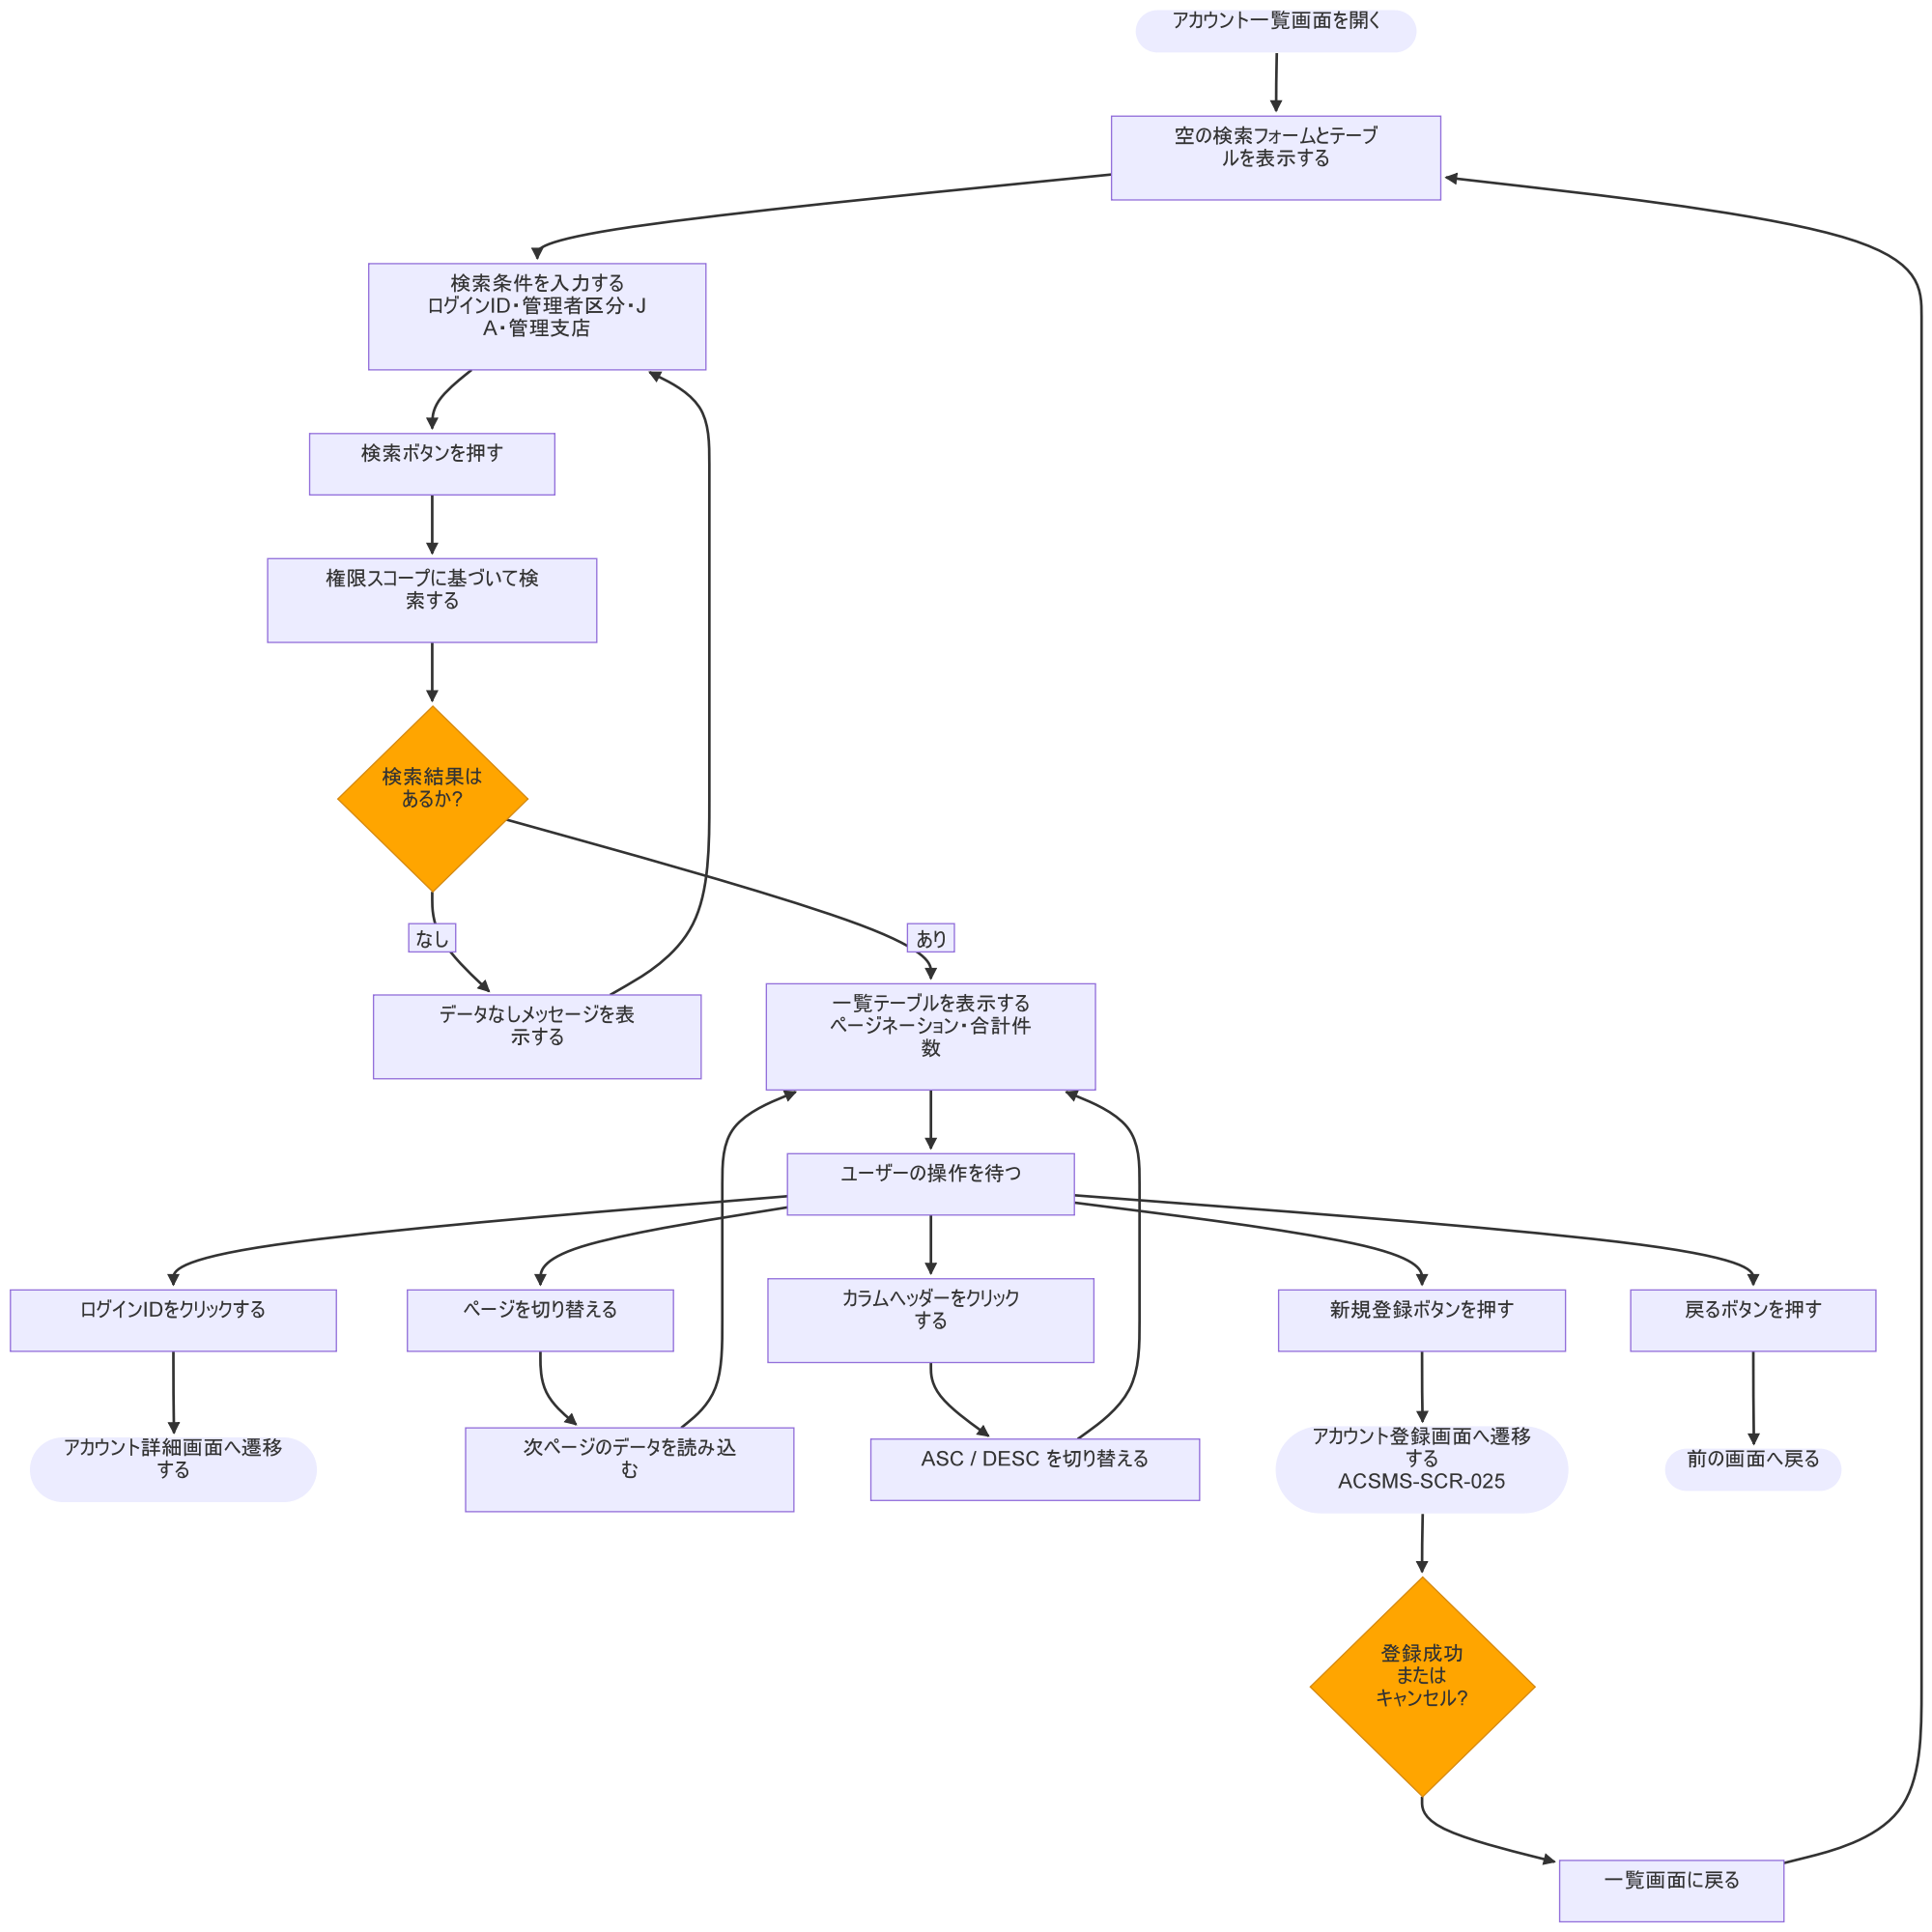 アカウント一覧画面を開く
空の検索フォームとテーブ
ルを表示する
検索条件を入力する
ログインID・管理者区分・J
A・管理支店
検索ボタンを押す
権限スコープに基づいて検
索する
検索結果は
あるか?
なし
あり
データなしメッセージを表
示する
一覧テーブルを表示する
ページネーション・合計件
数
ユーザーの操作を待つ
ログインIDをクリックする
ページを切り替える
カラムヘッダーをクリック
する
新規登録ボタンを押す
戻るボタンを押す
アカウント詳細画面へ遷移
する
次ページのデータを読み込
む
ASC / DESC を切り替える
アカウント登録画面へ遷移
する
ACSMS-SCR-025
前の画面へ戻る
登録成功
または
キャンセル?
一覧画面に戻る